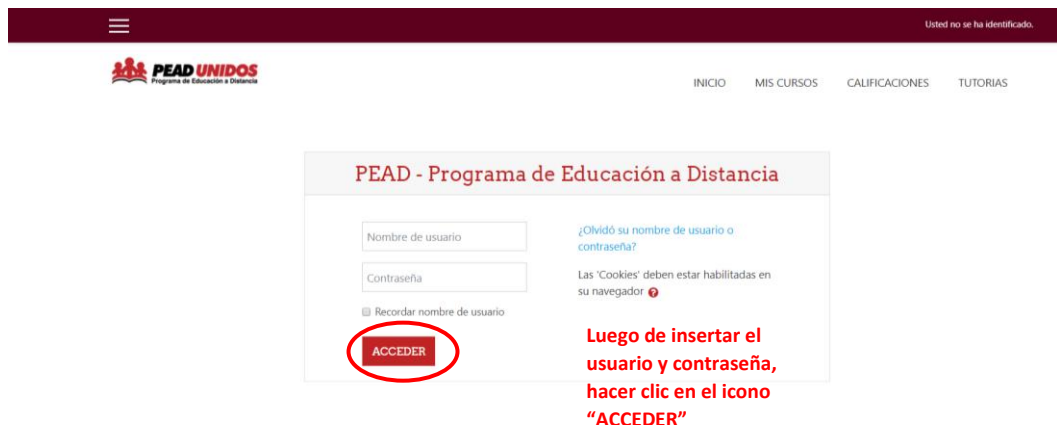 Usted no se ha identificado.
PEAD UNIDOS
Programa de Educación a Distancia
INICIO MIS CURSOS CALIFICACIONES TUTORIAS
PEAD - Programa de Educación a Distancia
Nombre de usuario
Contraseña
Recordar nombre de usuario
ACCEDER
¿Olvidó su nombre de usuario o
contraseña?
Las 'Cookies' deben estar habilitadas en
su navegador
Luego de insertar el
usuario y contraseña,
hacer clic en el icono
“ACCEDER”